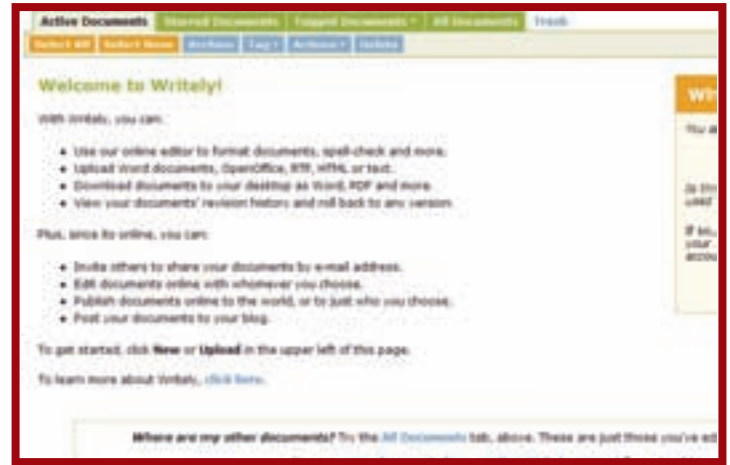 Active Documents Starred Documents Tagged Documents All Documents Trash
Select All Select None Archive Tag Actions Delete
Welcome to Writely!
With Writely, you can:
• Use our online editor to format documents, spell-check and more.
• Upload Word documents, OpenOffice, RTF, HTML or text.
• Download documents to your desktop as Word, PDF and more.
• View your documents' revision history and roll back to any version.
Plus, since its online, you can:
• Invite others to share your documents by e-mail address.
• Edit documents online with whomever you choose.
• Publish documents online to the world, or to just who you choose.
• Post your documents to your blog.
To get started, click New or Upload in the upper left of this page.
To learn more about Writely, click here.
Where are my other documents? Try the All Documents tab, above. These are just those you've ed
You a
used
If so,
your
accou